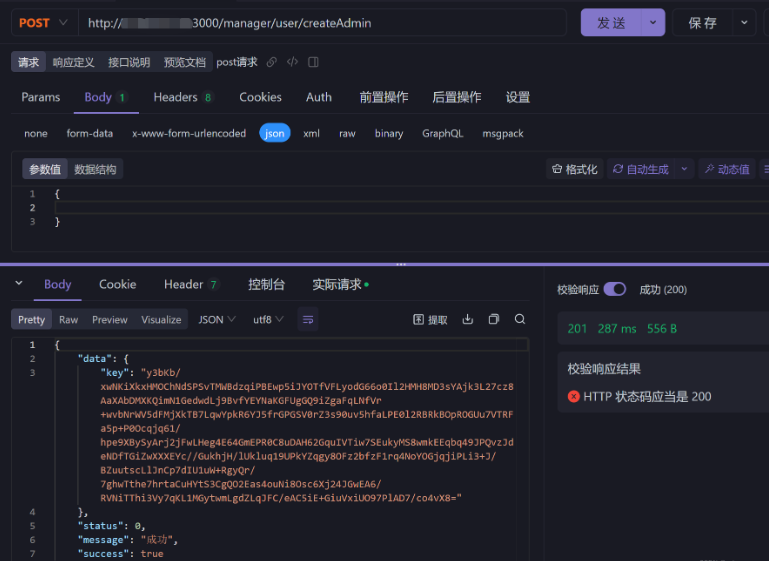 POST http:// 3000/manager/user/createAdmin 发送 保存
请求 响应定义 接口说明 预览文档 post请求
Params Body 1 Headers 8 Cookies Auth 前置操作 后置操作 设置
none form-data x-www-form-urlencoded json xml raw binary GraphQL msgpack
参数值 数据结构 格式化 自动生成 动态值
1 {
2
3 }
Body Cookie Header 7 控制台 实际请求 校验响应 成功 (200)
Pretty Raw Preview Visualize JSON utf8 提取
201 287 ms 556 B
校验响应结果
HTTP 状态码应当是 200
1 {
2 "data": {
3 "key": "y3bKb/
xwNKiXkxHMOChNdSPSvTMWBdzqiPBEwp5iJYOTfVFLyodG66o0Il2HMH8MD3sYAjk3L27cz8
AaXAbDMXKQimN1GedwdLj9BvfYEYNaKGFUgGQ9iZgaFqLNfVr
+wvbNrWV5dFMjXkTB7LqwYpkR6YJ5frGPGSV0rZ3s90uv5hfaLPE0l2RBRkBOpROGUu7VTRF
a5p+P0Ocqjq61/
hpe9XBySyArj2jFwLHeg4E64GmEPR0C8uDAH62GquIVTiw7SEukyMS8wmkEEqbq49JPQvzJd
eNDfTGiZwXXXEYc//GukhjH/lUkluq19UPkYZqgy8OFz2bfzF1rq4NoYOGjqjiPLi3+J/
BZuutscLlJnCp7dIU1uW+RgyQr/
7ghwTthe7hrtaCuHYtS3CgQO2Eas4ouNi8Osc6Xj24JGwEA6/
RVNiTThi3Vy7qKL1MGytwmLgdZLqJFC/eAC5iE+GiuVxiUO97PlAD7/co4vX8="
4 },
5 "status": 0,
6 "message": "成功",
7 "success": true